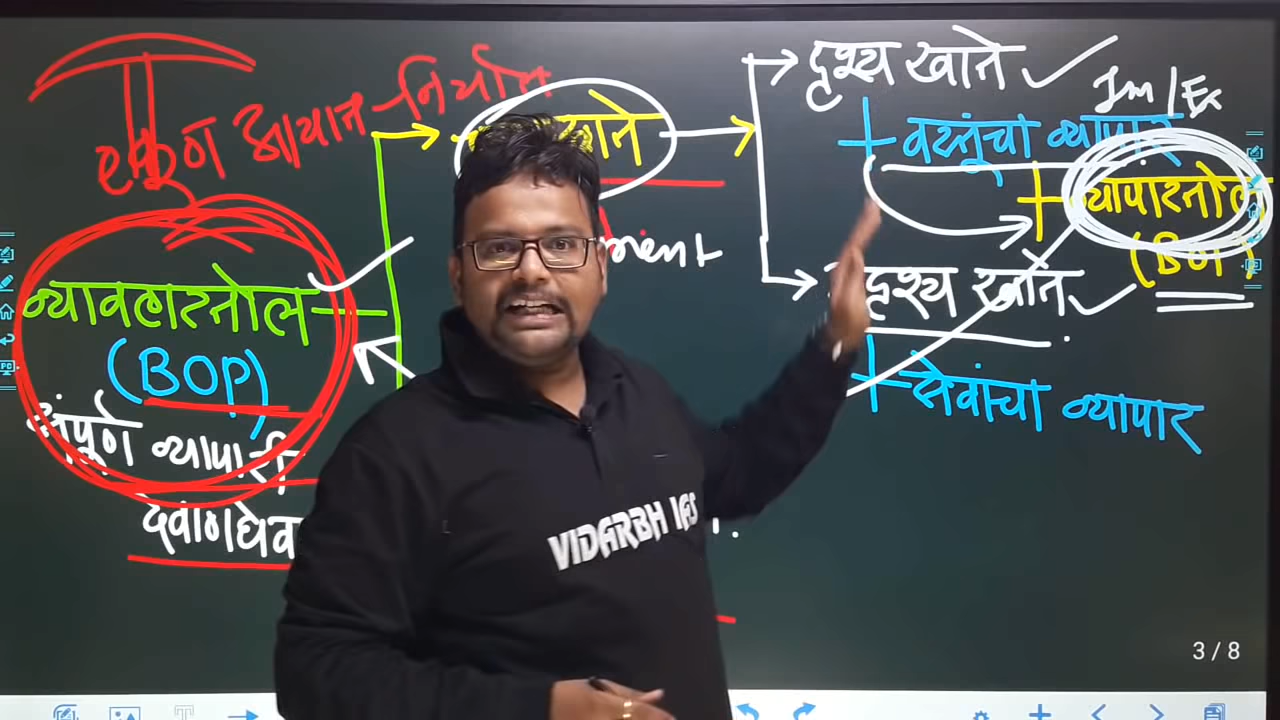 एकूण आयात-निर्यात
व्यवहारतोल
(BOP)
संपूर्ण व्यापारी
देवाणघेव
खाते
दृश्य खाते
Im/Ex
वस्तूंचा व्यापार
व्यापारतोल
(BOT)
दृश्य खाते
सेवांचा व्यापार
VIDARBH IAS
3 / 8